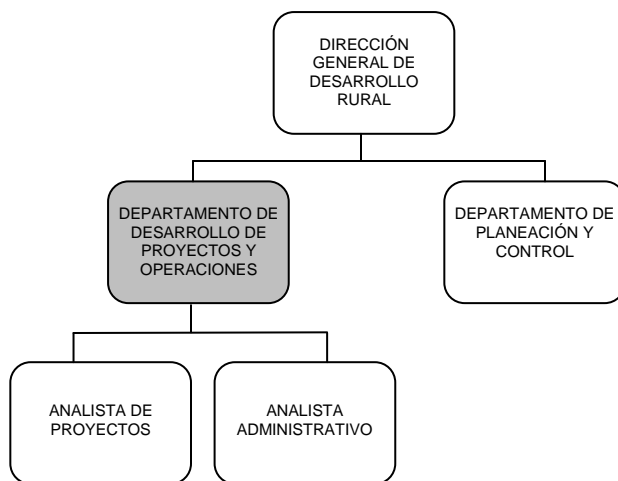 DIRECCIÓN
GENERAL DE
DESARROLLO
RURAL
DEPARTAMENTO DE
DESARROLLO DE
PROYECTOS Y
OPERACIONES
DEPARTAMENTO DE
PLANEACIÓN Y
CONTROL
ANALISTA DE
PROYECTOS
ANALISTA
ADMINISTRATIVO